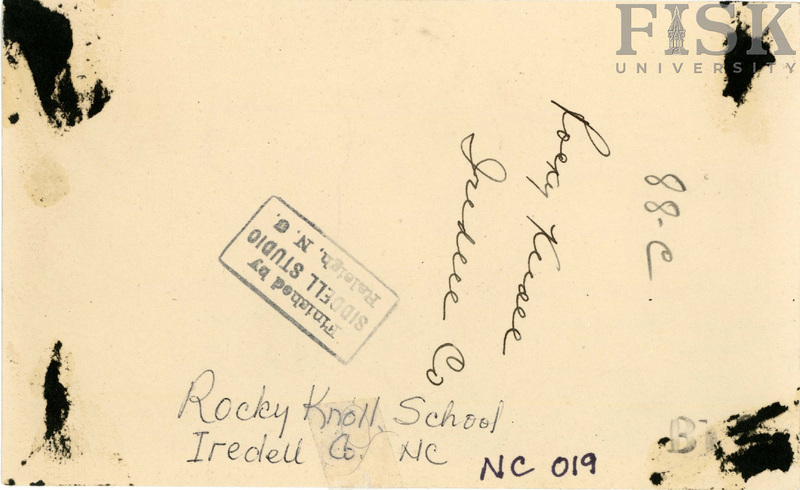 FISK
UNIVERSITY
Rocky Knoll
Iredell Co
88-C
Finished by
SIDDELL STUDIO
Raleigh, N. C.
Rocky Knoll School
Iredell Co NC
NC 019